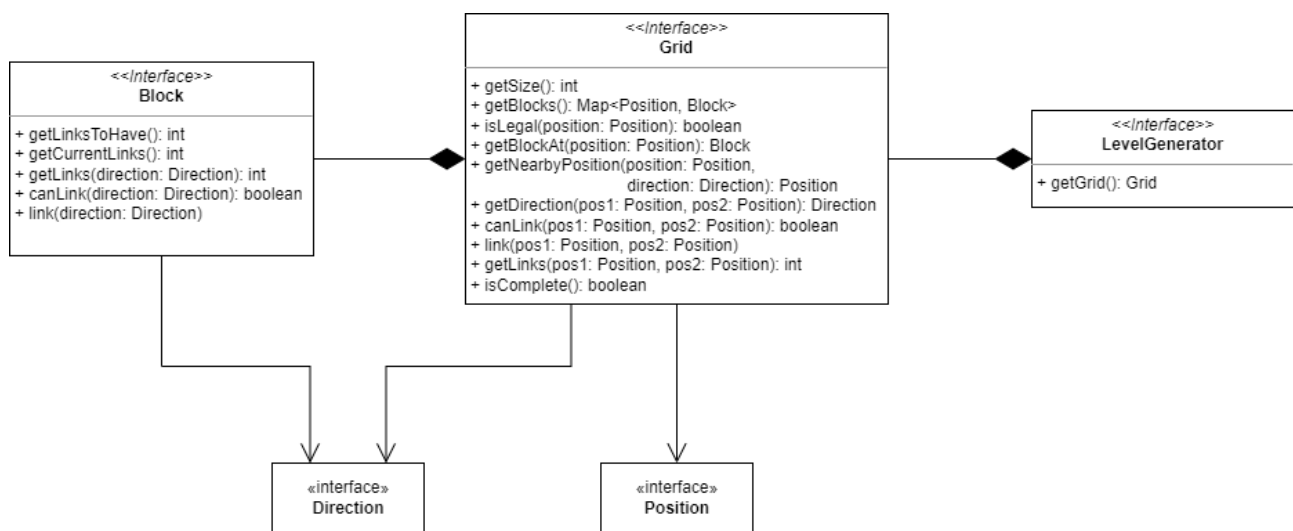 <<Interface>>
Block
+ getLinksToHave(): int
+ getCurrentLinks(): int
+ getLinks(direction: Direction): int
+ canLink(direction: Direction): boolean
+ link(direction: Direction)
<<Interface>>
Grid
+ getSize(): int
+ getBlocks(): Map<Position, Block>
+ isLegal(position: Position): boolean
+ getBlockAt(position: Position): Block
+ getNearbyPosition(position: Position,
direction: Direction): Position
+ getDirection(pos1: Position, pos2: Position): Direction
+ canLink(pos1: Position, pos2: Position): boolean
+ link(pos1: Position, pos2: Position)
+ getLinks(pos1: Position, pos2: Position): int
+ isComplete(): boolean
<<Interface>>
LevelGenerator
+ getGrid(): Grid
«interface»
Direction
«interface»
Position